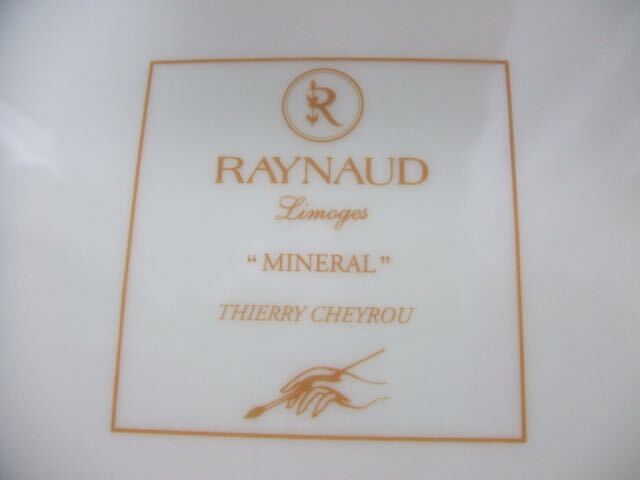 R
RAYNAUD
Limoges
“ MINERAL ”
THIERRY CHEYROU